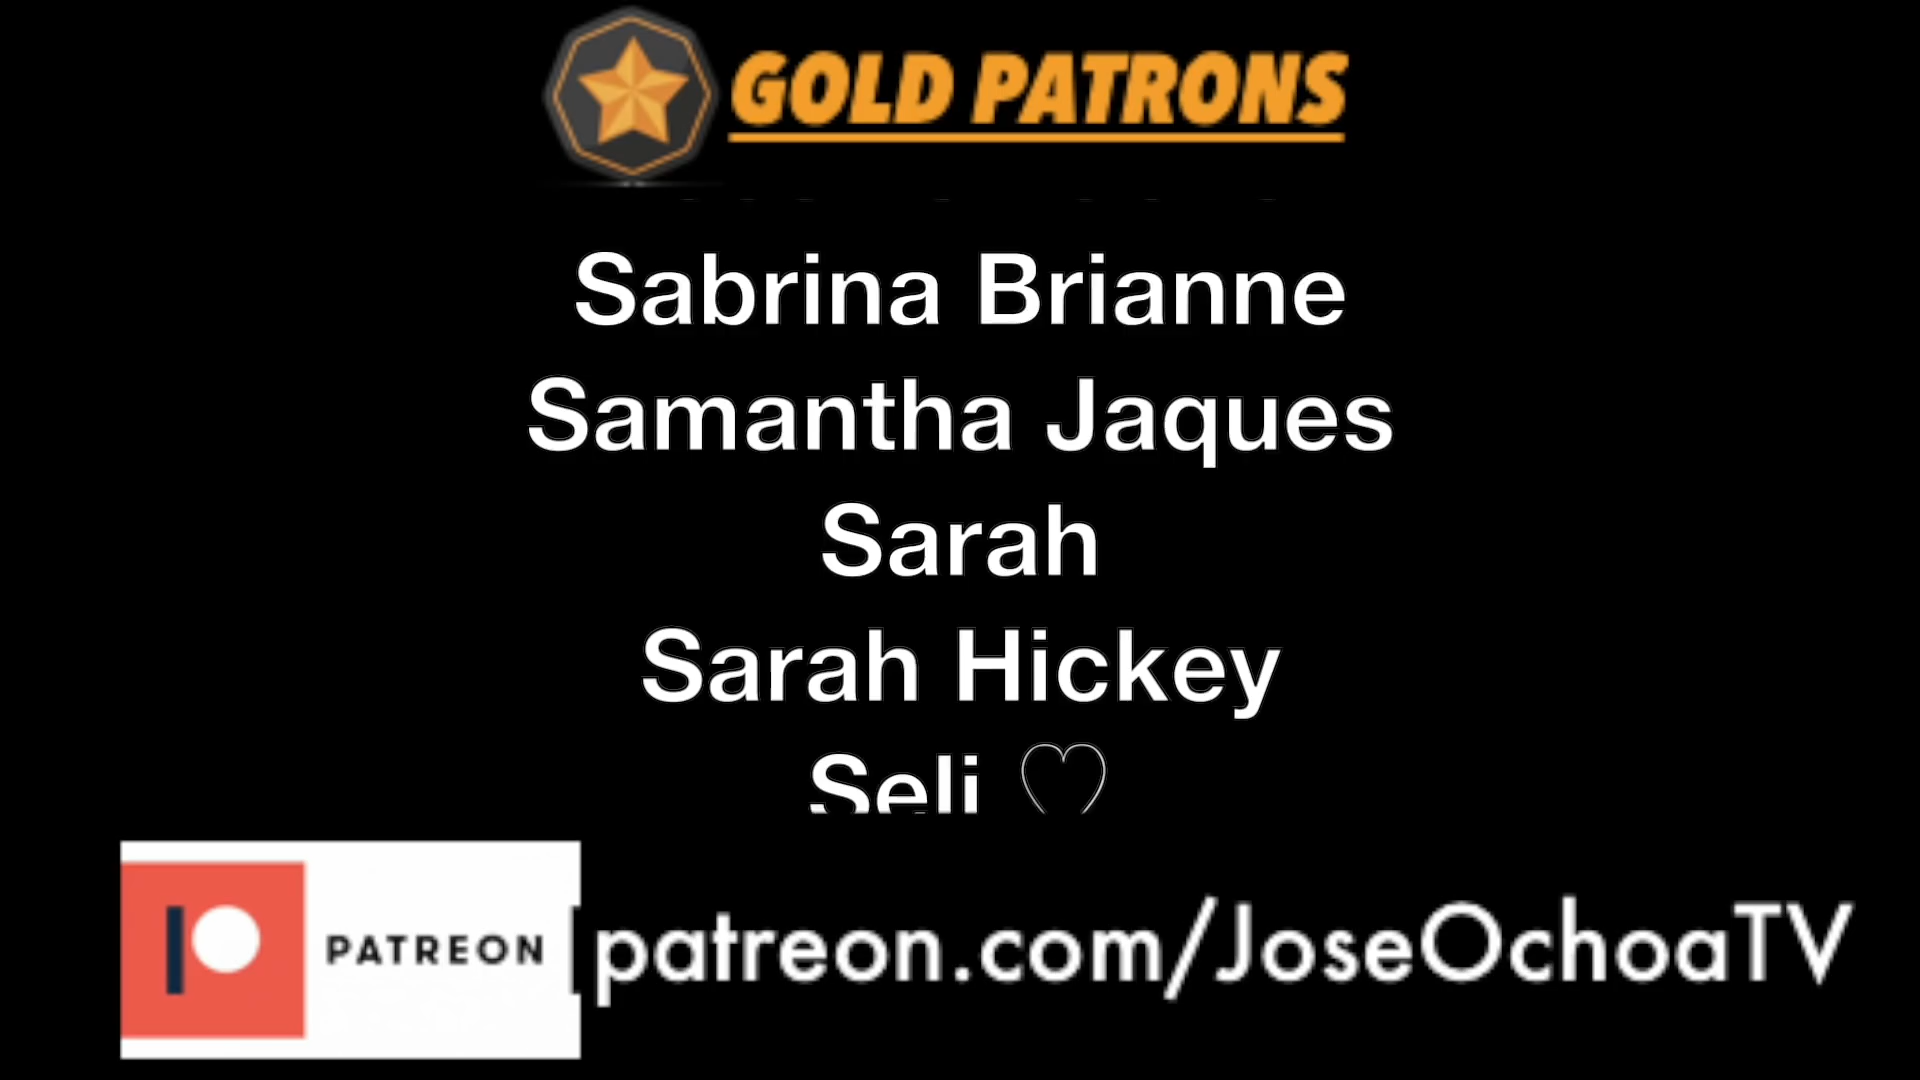 GOLD PATRONS
Sabrina Brianne
Samantha Jaques
Sarah
Sarah Hickey
Seli ♡
PATREON
patreon.com/JoseOchoaTV